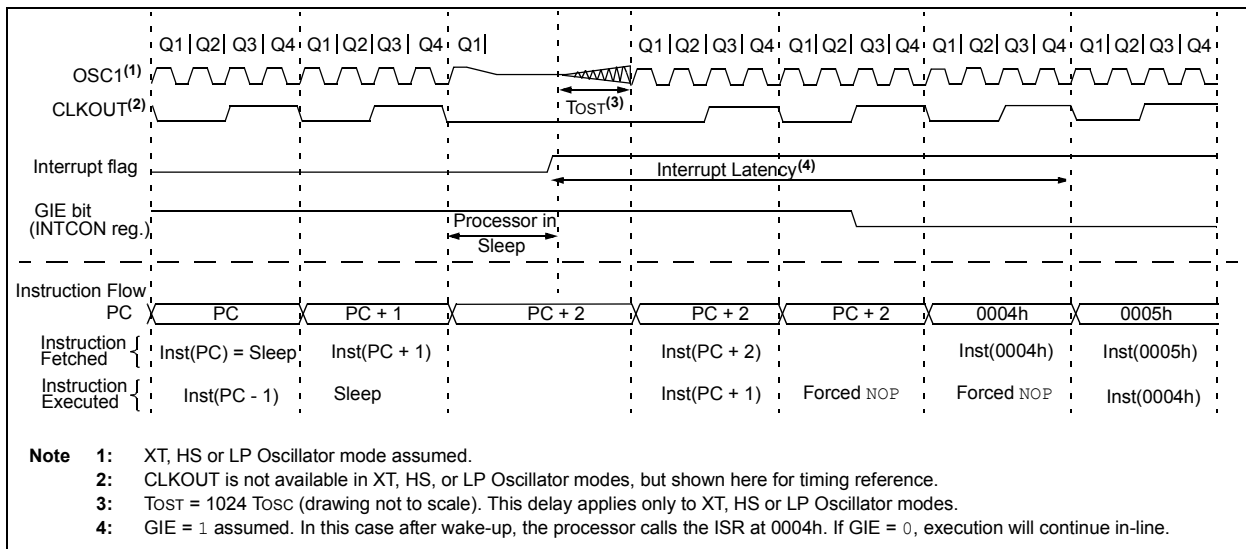 Q1 | Q2 | Q3 | Q4 | Q1 | Q2 | Q3 | Q4 | Q1 | Q1 | Q2 | Q3 | Q4 | Q1 | Q2 | Q3 | Q4 | Q1 | Q2 | Q3 | Q4 | Q1 | Q2 | Q3 | Q4
OSC1(1)
CLKOUT(2) TOST(3)
Interrupt flag Interrupt Latency(4)
GIE bit
(INTCON reg.) Processor in
Sleep
Instruction Flow
PC PC PC + 1 PC + 2 PC + 2 PC + 2 0004h 0005h
Instruction
Fetched { Inst(PC) = Sleep Inst(PC + 1) Inst(PC + 2) Inst(0004h) Inst(0005h)
Instruction
Executed { Inst(PC - 1) Sleep Inst(PC + 1) Forced NOP Forced NOP Inst(0004h)
Note 1: XT, HS or LP Oscillator mode assumed.
2: CLKOUT is not available in XT, HS, or LP Oscillator modes, but shown here for timing reference.
3: TOST = 1024 TOSC (drawing not to scale). This delay applies only to XT, HS or LP Oscillator modes.
4: GIE = 1 assumed. In this case after wake-up, the processor calls the ISR at 0004h. If GIE = 0, execution will continue in-line.